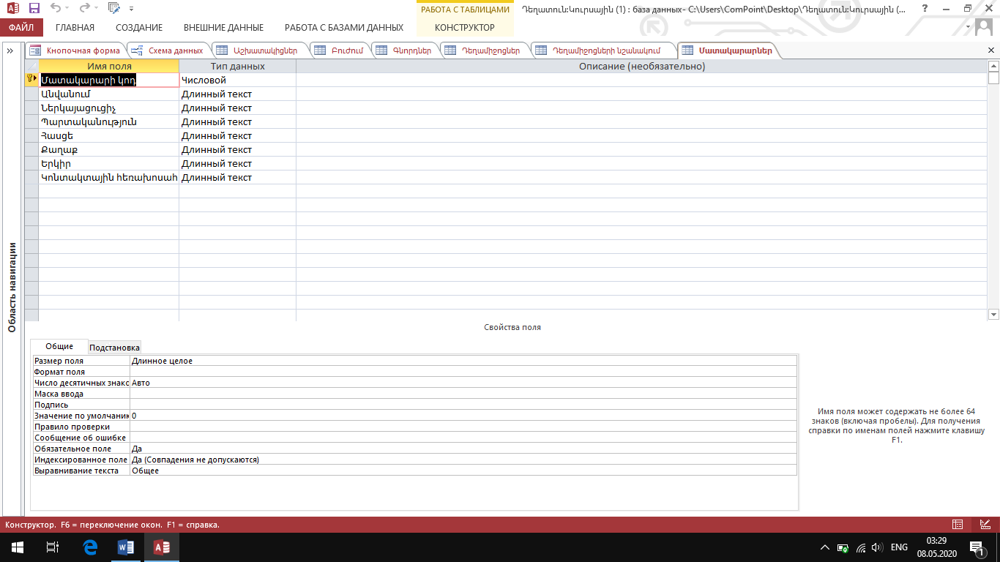 РАБОТА С ТАБЛИЦАМИ
Դեղատուն:Կուրսային (1) : база данных- C:\Users\ComPoint\Desktop\Դեղատուն:Կուրսային (...
ФАЙЛ ГЛАВНАЯ СОЗДАНИЕ ВНЕШНИЕ ДАННЫЕ РАБОТА С БАЗАМИ ДАННЫХ КОНСТРУКТОР
Кнопочная форма Схема данных Աշխատակիցներ Բուժում Գնորդներ Դեղամիջոցներ Դեղամիջոցների նշանակում Մատակարարներ
Имя поля Тип данных Описание (необязательно)
Մատակարարի կոդ Числовой
Անվանում Длинный текст
Ներկայացուցիչ Длинный текст
Պարտականություն Длинный текст
Հասցե Длинный текст
Քաղաք Длинный текст
Երկիր Длинный текст
Կոնտակտային հեռախոսահ Длинный текст
Область навигации
Свойства поля
Общие Подстановка
Размер поля Длинное целое
Формат поля
Число десятичных знако Авто
Маска ввода
Подпись
Значение по умолчанию 0
Правило проверки
Сообщение об ошибке
Обязательное поле Да
Индексированное поле Да (Совпадения не допускаются)
Выравнивание текста Общее
Имя поля может содержать не более 64
знаков (включая пробелы). Для получения
справки по именам полей нажмите клавишу
F1.
Конструктор. F6 = переключение окон. F1 = справка.
ENG
03:29
08.05.2020
1